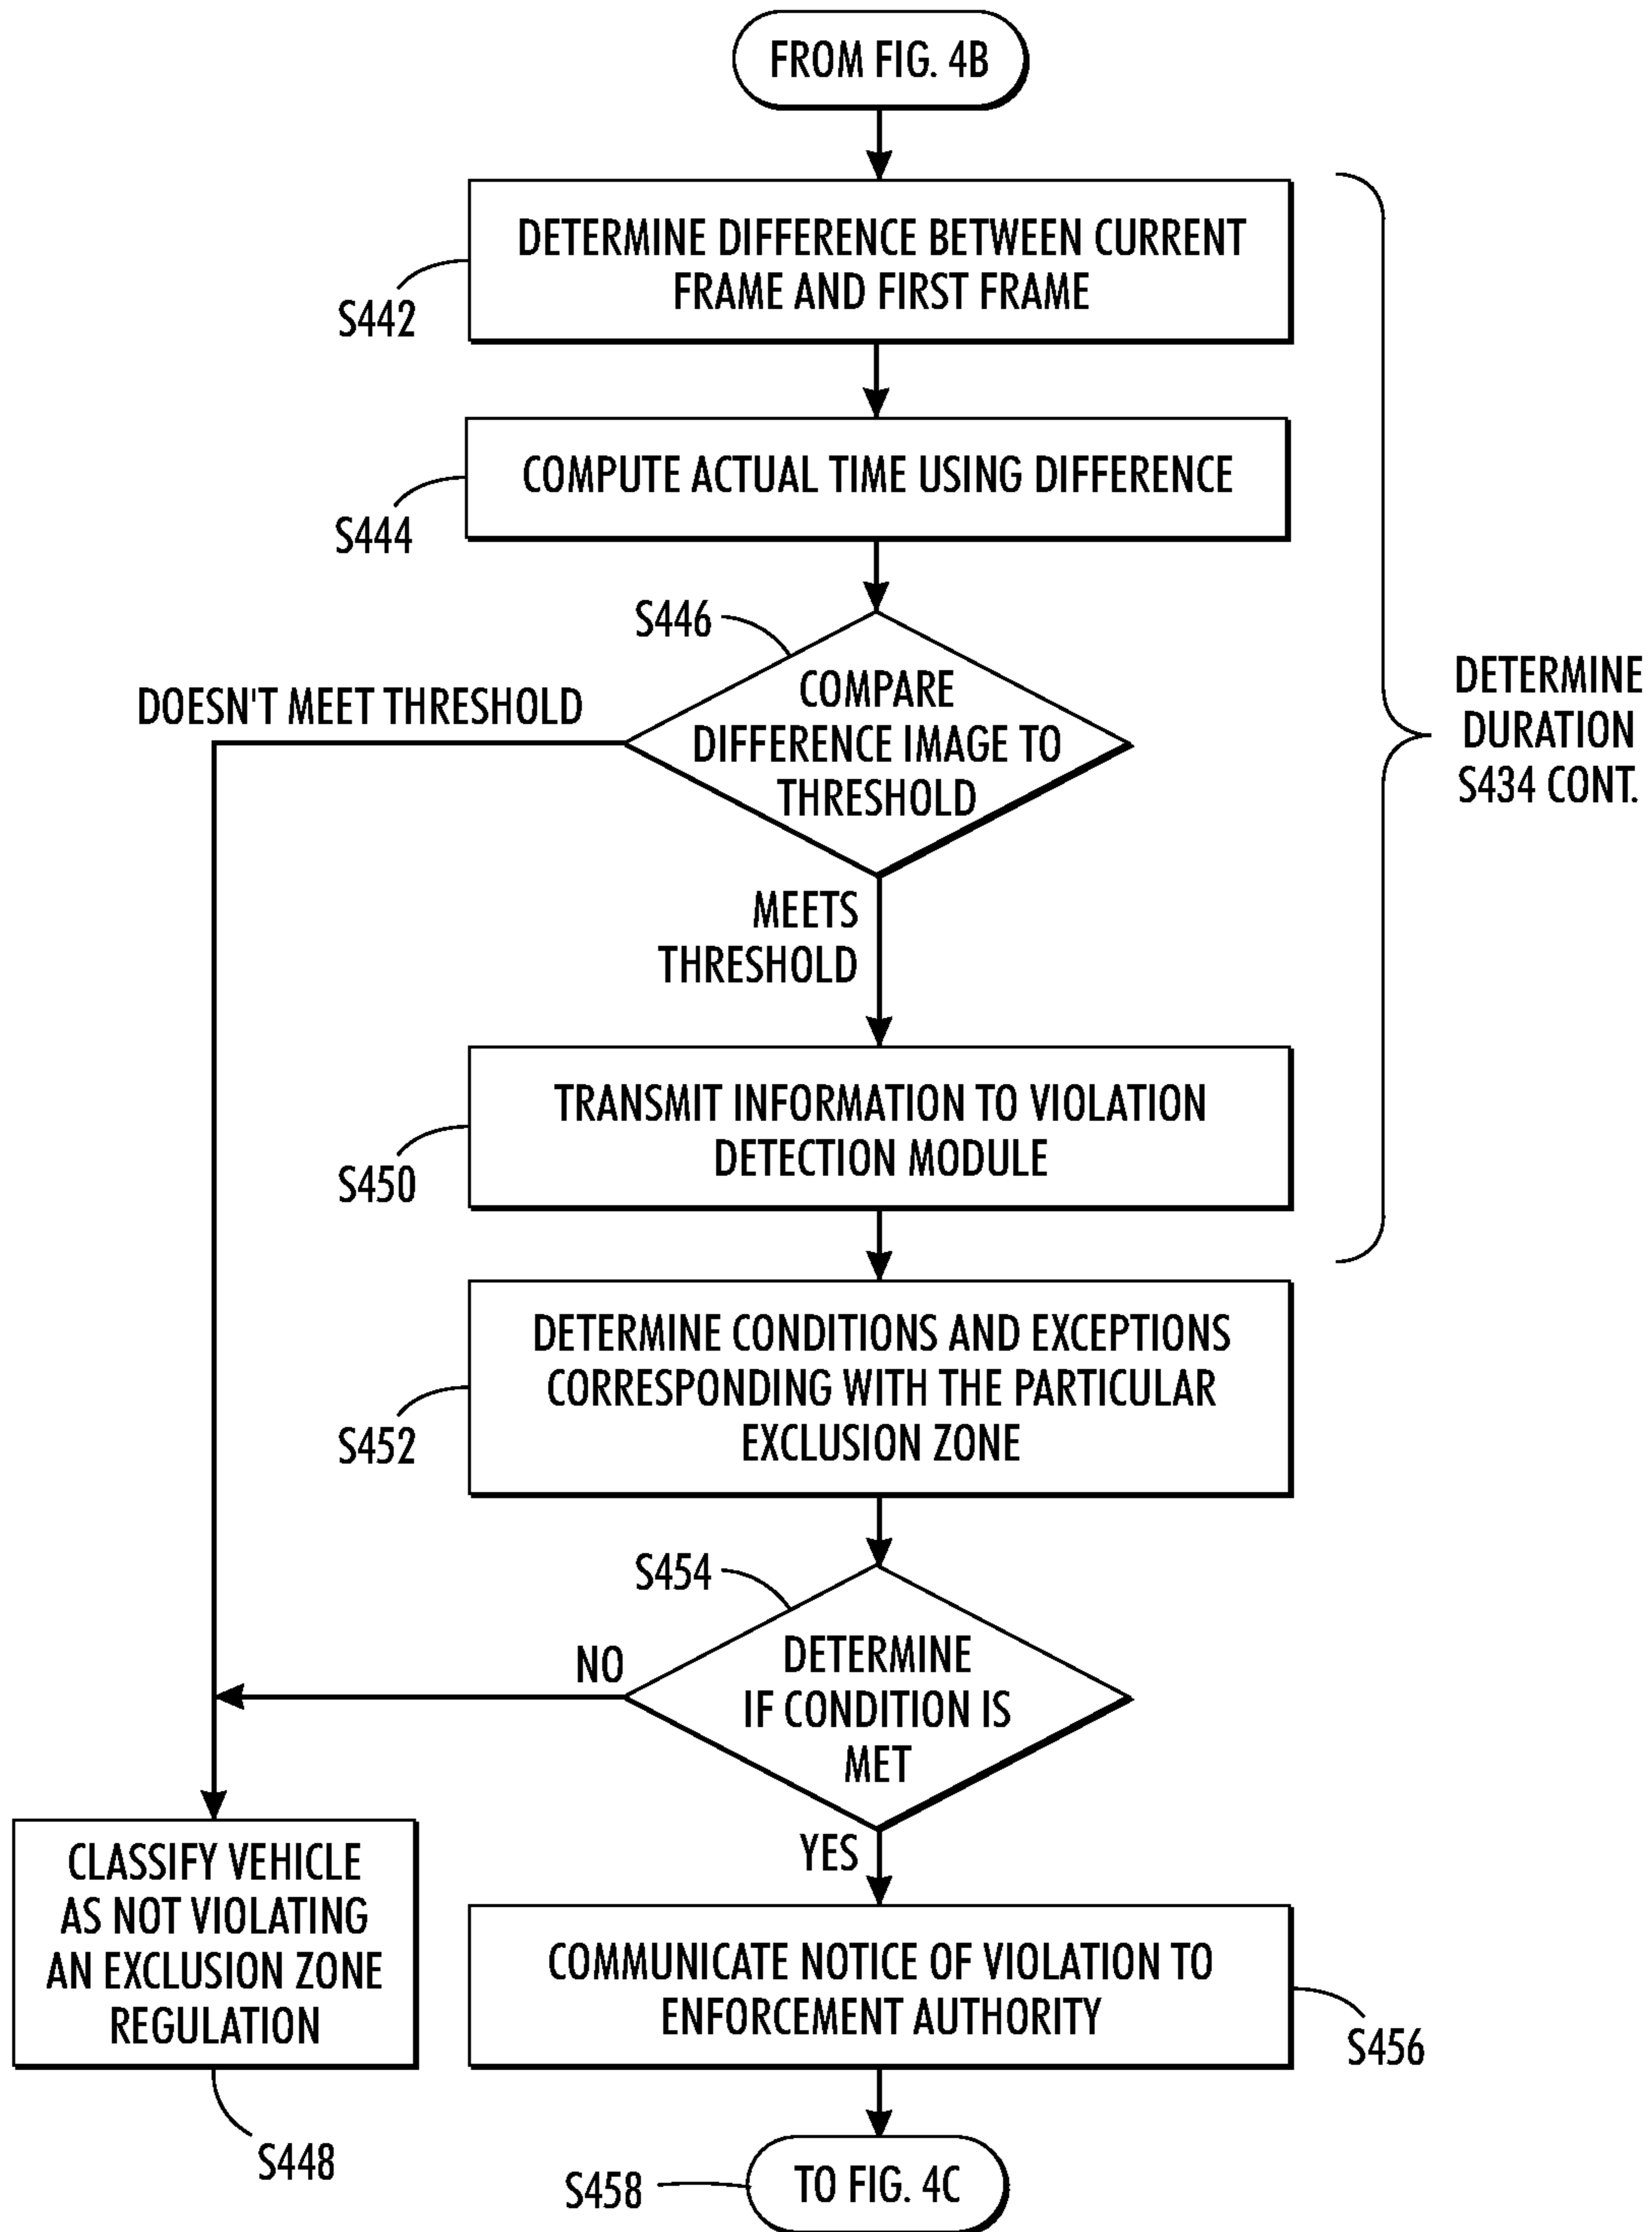 FROM FIG. 4B
DETERMINE DIFFERENCE BETWEEN CURRENT
FRAME AND FIRST FRAME
S442
COMPUTE ACTUAL TIME USING DIFFERENCE
S444
S446
COMPARE
DIFFERENCE IMAGE TO
THRESHOLD
DOESN'T MEET THRESHOLD
DETERMINE
DURATION
S434 CONT.
MEETS
THRESHOLD
TRANSMIT INFORMATION TO VIOLATION
DETECTION MODULE
S450
DETERMINE CONDITIONS AND EXCEPTIONS
CORRESPONDING WITH THE PARTICULAR
EXCLUSION ZONE
S452
S454
DETERMINE
IF CONDITION IS
MET
NO
YES
CLASSIFY VEHICLE
AS NOT VIOLATING
AN EXCLUSION ZONE
REGULATION
S448
COMMUNICATE NOTICE OF VIOLATION TO
ENFORCEMENT AUTHORITY
S456
S458
TO FIG. 4C